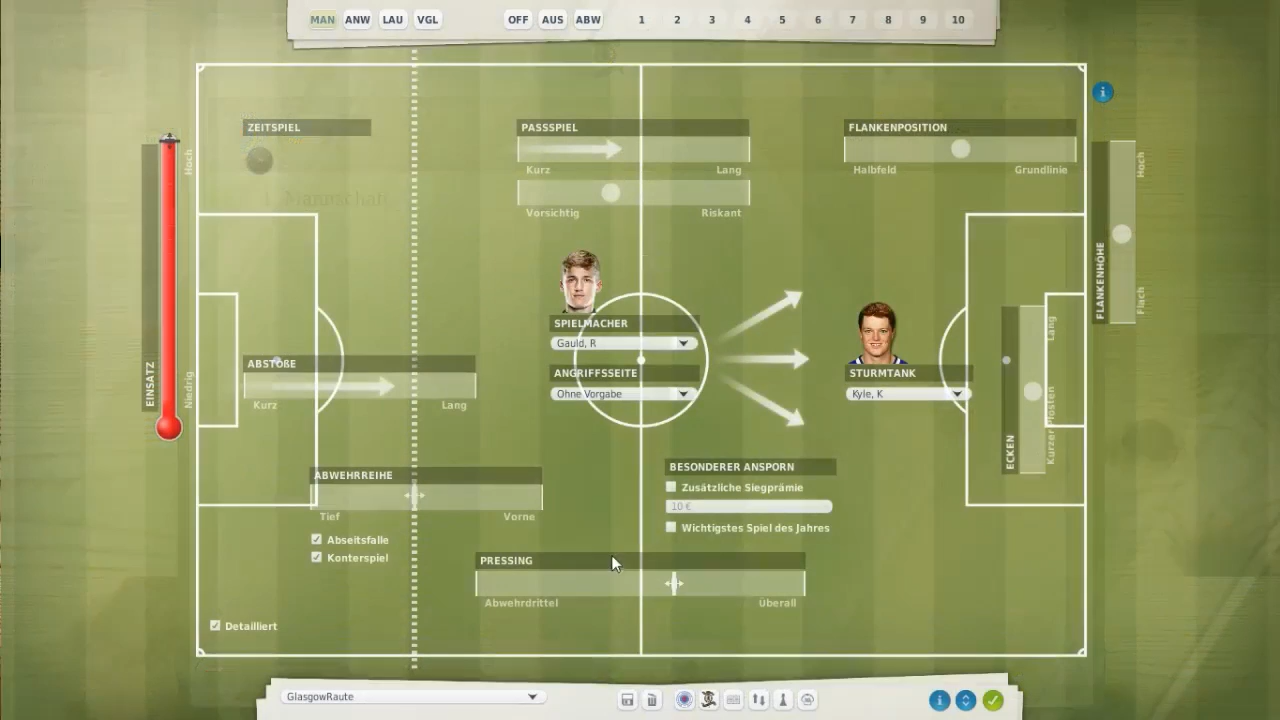 MAN ANW LAU VGL OFF AUS ABW 1 2 3 4 5 6 7 8 9 10
ZEITSPIEL
PASSSPIEL
FLANKENPOSITION
Kurz Lang
Halbfeld Grundlinie
Vorsichtig Riskant
1. Mannschaft
Hoch
EINSATZ
Niedrig
Hoch
FLANKENHÖHE
Flach
SPIELMACHER
Gauld, R
ANGRIFFSSEITE
Ohne Vorgabe
STURMTANK
Kyle, K
ABSTÖßE
Kurz Lang
Lang
ECKEN
Kurzer Pfosten
ABWEHRREIHE
Tief Vorne
Abseitsfalle
Konterspiel
BESONDERER ANSPORN
Zusätzliche Siegprämie
10 €
Wichtigstes Spiel des Jahres
PRESSING
Abwehrdrittel Überall
Detailliert
GlasgowRaute